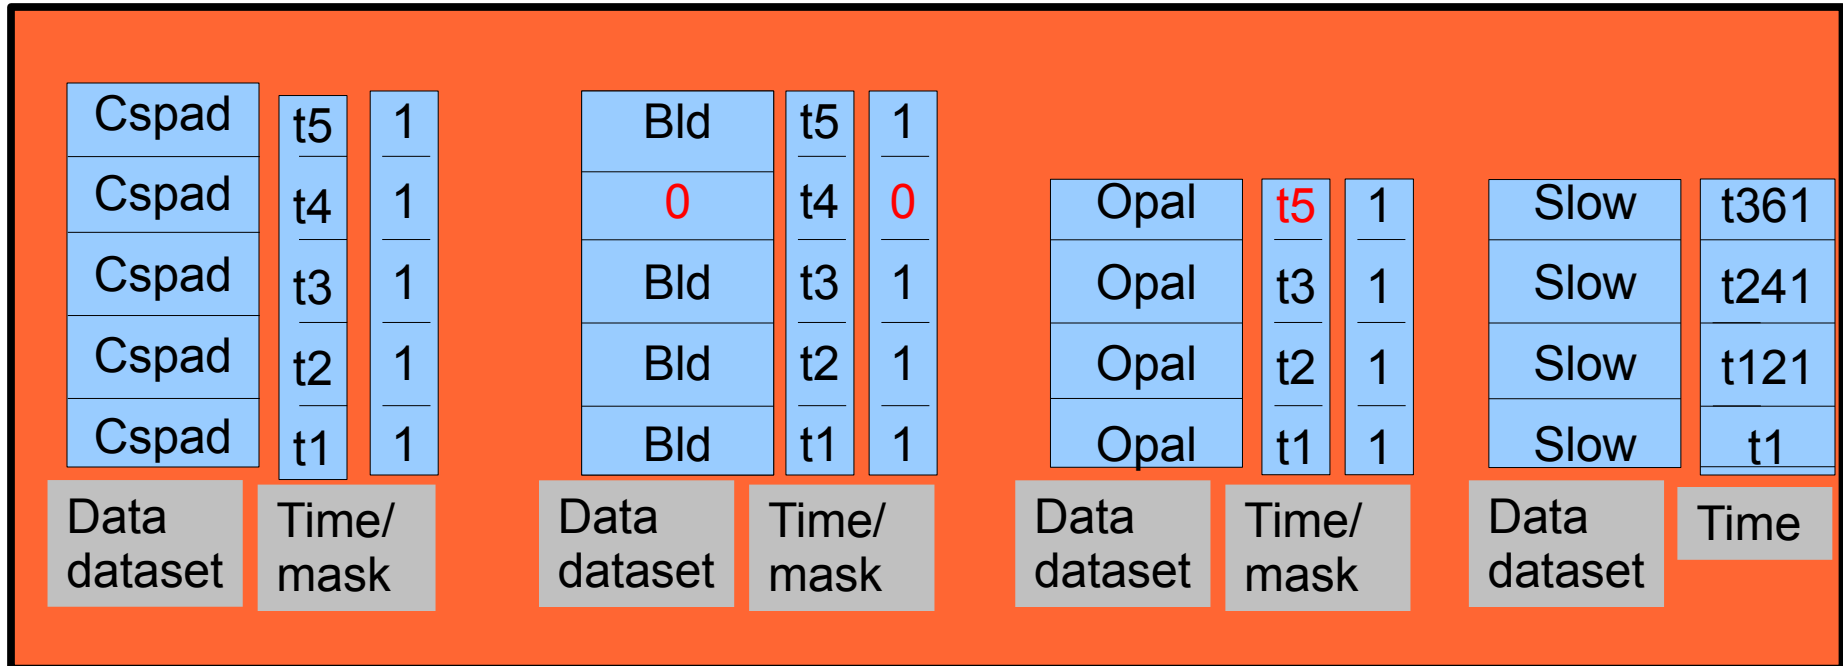 Cspad t5 1 Bld t5 1
Cspad t4 1 0 t4 0 Opal t5 1 Slow t361
Cspad t3 1 Bld t3 1 Opal t3 1 Slow t241
Cspad t2 1 Bld t2 1 Opal t2 1 Slow t121
Cspad t1 1 Bld t1 1 Opal t1 1 Slow t1
Data Time/ Data Time/ Data Time/ Data Time
dataset mask dataset mask dataset mask dataset